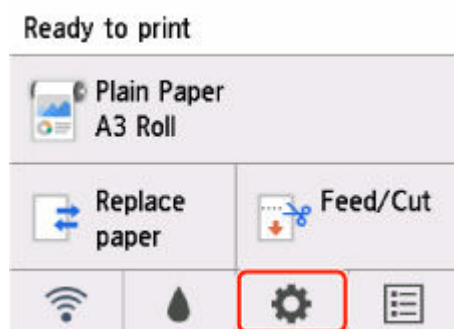 Ready to print
Plain Paper
A3 Roll
Replace
paper
Feed/Cut